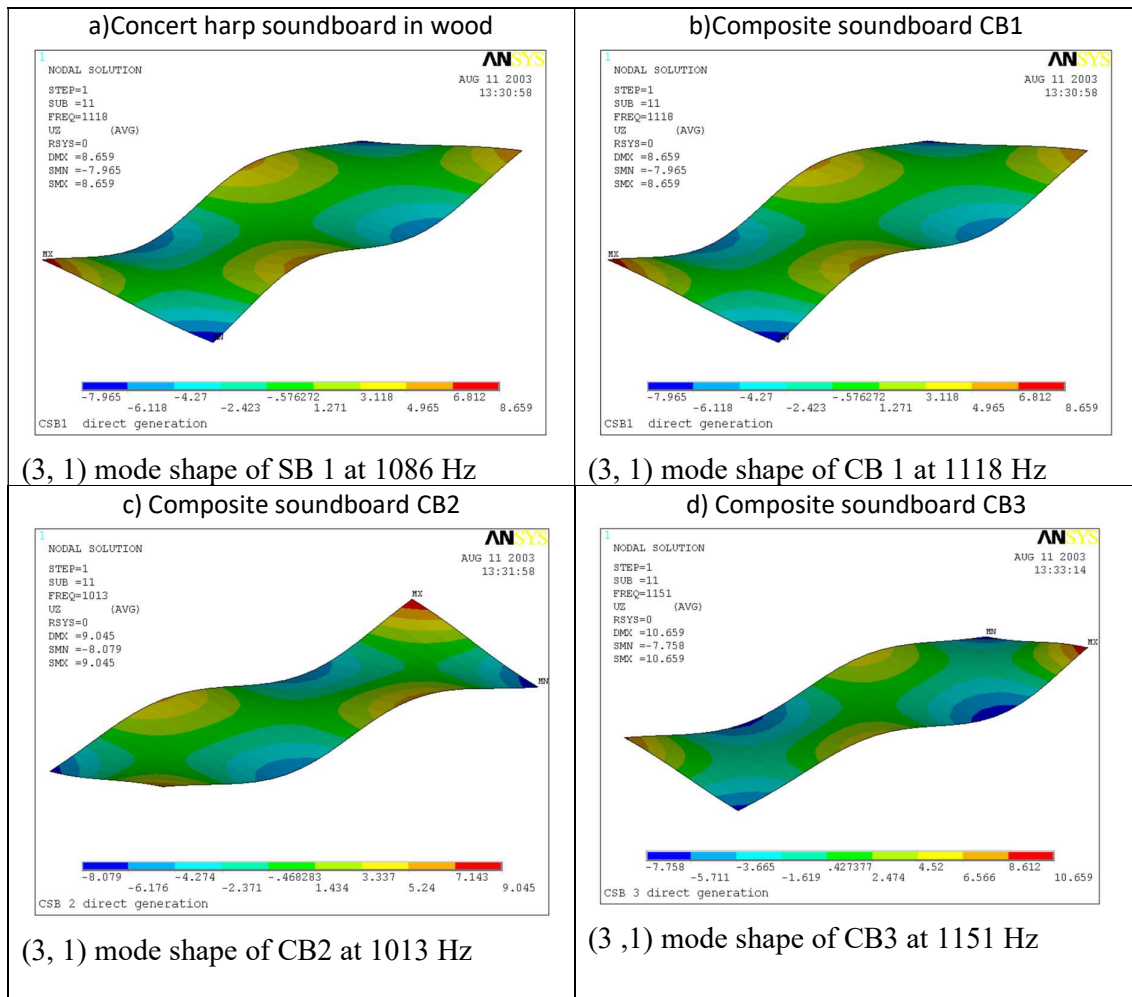 a)Concert harp soundboard in wood
1
ANSYS
NODAL SOLUTION
AUG 11 2003
13:30:58
STEP=1
SUB =11
FREQ=1118
UZ (AVG)
RSYS=0
DMX =8.659
SMN =-7.965
SMX =8.659
MX
MN
-7.965 -4.27 -.576272 3.118 6.812
-6.118 -2.423 1.271 4.965 8.659
CSB1 direct generation
(3, 1) mode shape of SB 1 at 1086 Hz
b)Composite soundboard CB1
1
ANSYS
NODAL SOLUTION
AUG 11 2003
13:30:58
STEP=1
SUB =11
FREQ=1118
UZ (AVG)
RSYS=0
DMX =8.659
SMN =-7.965
SMX =8.659
MX
MN
-7.965 -4.27 -.576272 3.118 6.812
-6.118 -2.423 1.271 4.965 8.659
CSB1 direct generation
(3, 1) mode shape of CB 1 at 1118 Hz
c) Composite soundboard CB2
1
ANSYS
NODAL SOLUTION
AUG 11 2003
13:31:58
STEP=1
SUB =11
FREQ=1013
UZ (AVG)
RSYS=0
DMX =9.045
SMN =-8.079
SMX =9.045
MX
MN
-8.079 -4.274 -.468283 3.337 7.143
-6.176 -2.371 1.434 5.24 9.045
CSB 2 direct generation
(3, 1) mode shape of CB2 at 1013 Hz
d) Composite soundboard CB3
1
ANSYS
NODAL SOLUTION
AUG 11 2003
13:33:14
STEP=1
SUB =11
FREQ=1151
UZ (AVG)
RSYS=0
DMX =10.659
SMN =-7.758
SMX =10.659
MN
MX
-7.758 -3.665 .427377 4.52 8.612
-5.711 -1.619 2.474 6.566 10.659
CSB 3 direct generation
(3 ,1) mode shape of CB3 at 1151 Hz